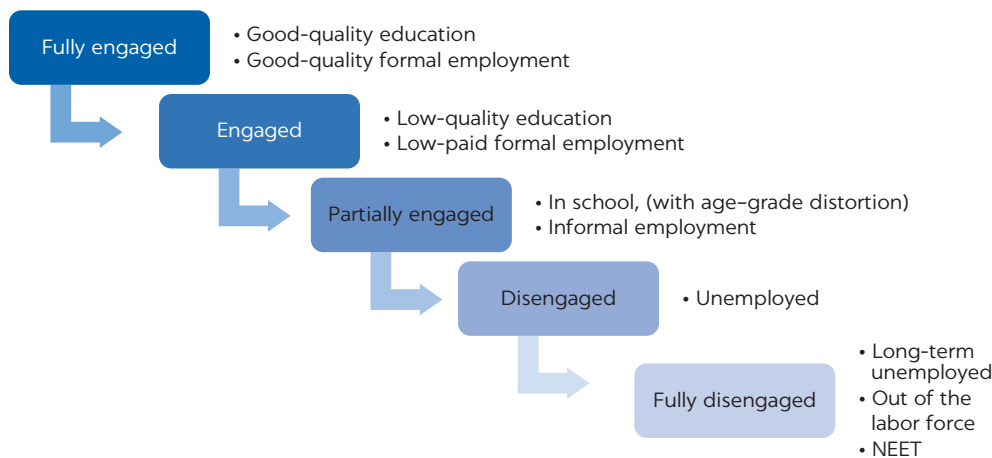 Fully engaged
• Good-quality education
• Good-quality formal employment
Engaged
• Low-quality education
• Low-paid formal employment
Partially engaged
• In school, (with age–grade distortion)
• Informal employment
Disengaged
• Unemployed
Fully disengaged
• Long-term
unemployed
• Out of the
labor force
• NEET